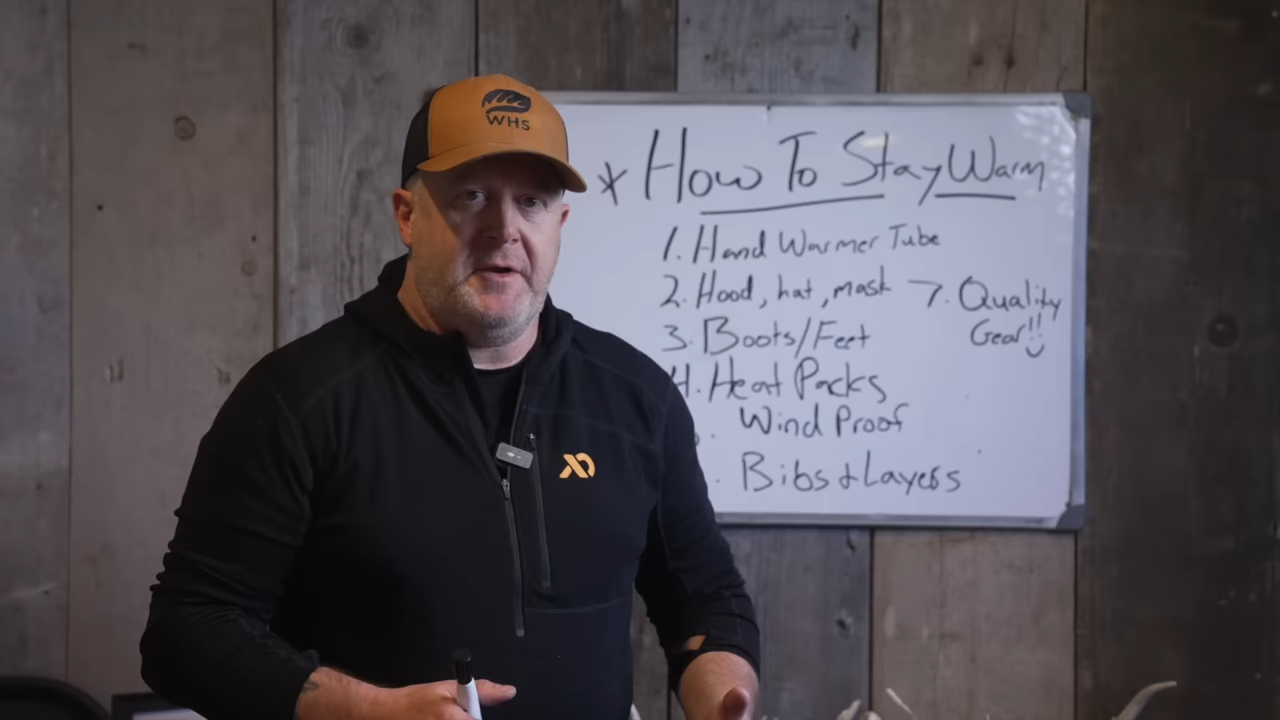 WHS
* How To Stay Warm
1. Hand Warmer Tube
2. Hood, hat, mask
3. Boots/Feet
4. Heat Packs
Wind Proof
Bibs & Layers
7. Quality
Gear!!